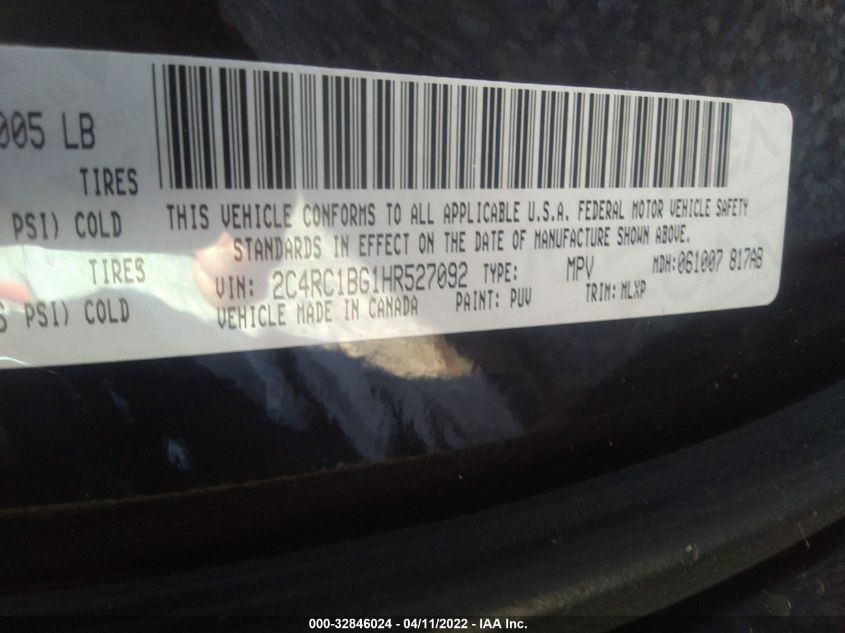 005 LB
TIRES
PSI) COLD
TIRES
PSI) COLD
THIS VEHICLE CONFORMS TO ALL APPLICABLE U.S.A. FEDERAL MOTOR VEHICLE SAFETY
STANDARDS IN EFFECT ON THE DATE OF MANUFACTURE SHOWN ABOVE.
VIN: 2C4RC1BG1HR527092 TYPE: MPV MDH:061007 817AB
VEHICLE MADE IN CANADA PAINT: PUV TRIM: MLXP
000-32846024 - 04/11/2022 - IAA Inc.